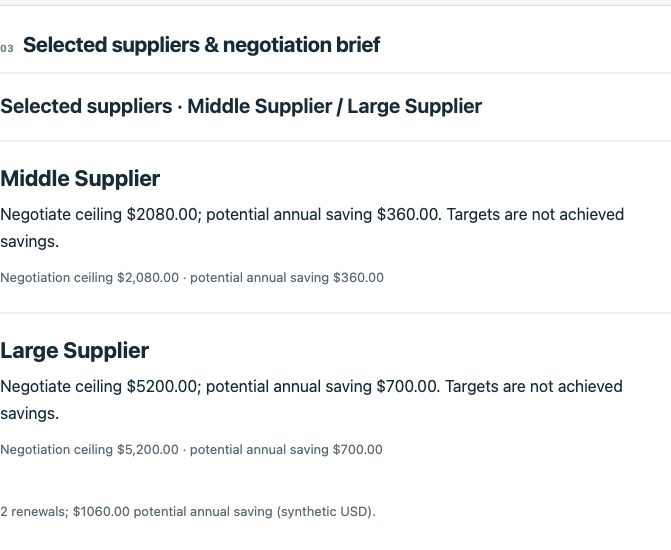 03 Selected suppliers & negotiation brief
Selected suppliers · Middle Supplier / Large Supplier
Middle Supplier
Negotiate ceiling $2080.00; potential annual saving $360.00. Targets are not achieved
savings.
Negotiation ceiling $2,080.00 · potential annual saving $360.00
Large Supplier
Negotiate ceiling $5200.00; potential annual saving $700.00. Targets are not achieved
savings.
Negotiation ceiling $5,200.00 · potential annual saving $700.00
2 renewals; $1060.00 potential annual saving (synthetic USD).